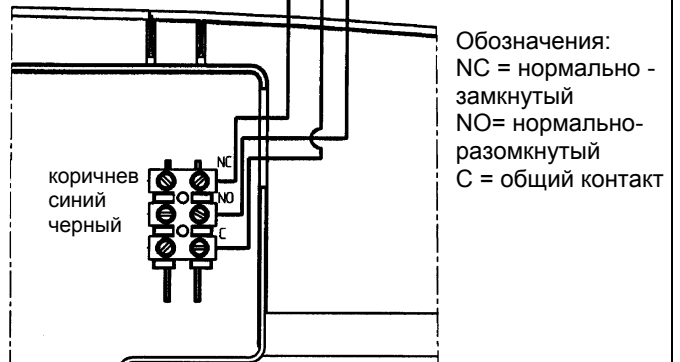 Обозначения:
NC = нормально -
замкнутый
NO= нормально-
разомкнутый
C = общий контакт
NC
NO
C
коричнев
синий
черный